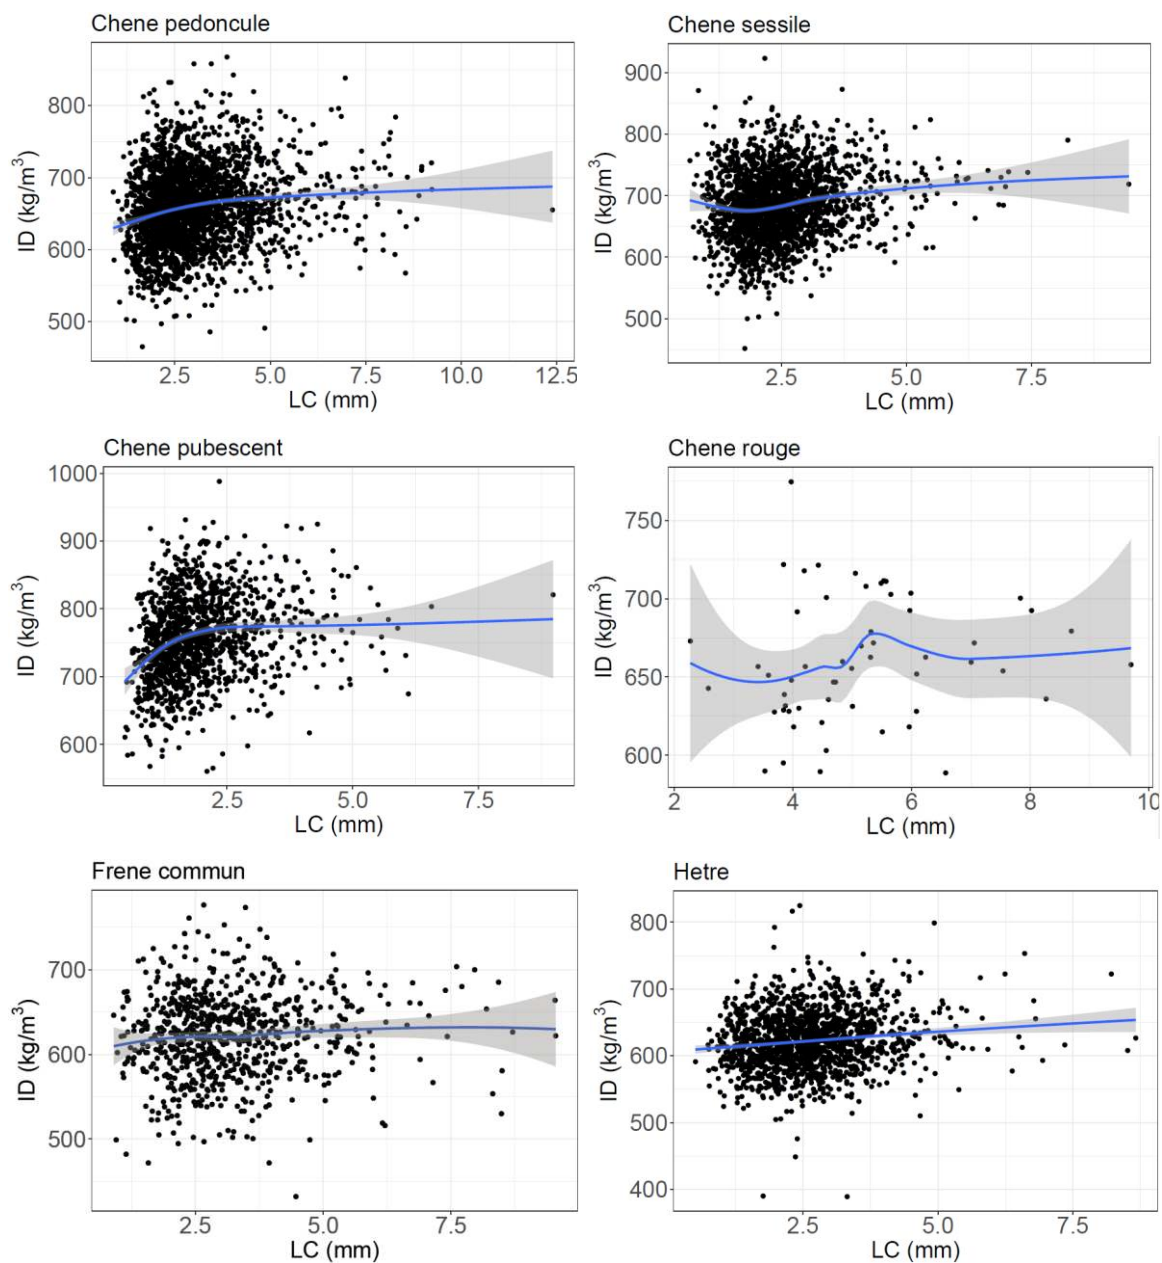 Chene pedoncule
ID (kg/m³)
800
700
600
500
2.5 5.0 7.5 10.0 12.5
LC (mm)
Chene sessile
ID (kg/m³)
900
800
700
600
500
2.5 5.0 7.5
LC (mm)
Chene pubescent
ID (kg/m³)
1000
900
800
700
600
2.5 5.0 7.5
LC (mm)
Chene rouge
ID (kg/m³)
750
700
650
600
2 4 6 8 10
LC (mm)
Frene commun
ID (kg/m³)
700
600
500
2.5 5.0 7.5
LC (mm)
Hetre
ID (kg/m³)
800
700
600
500
400
2.5 5.0 7.5
LC (mm)